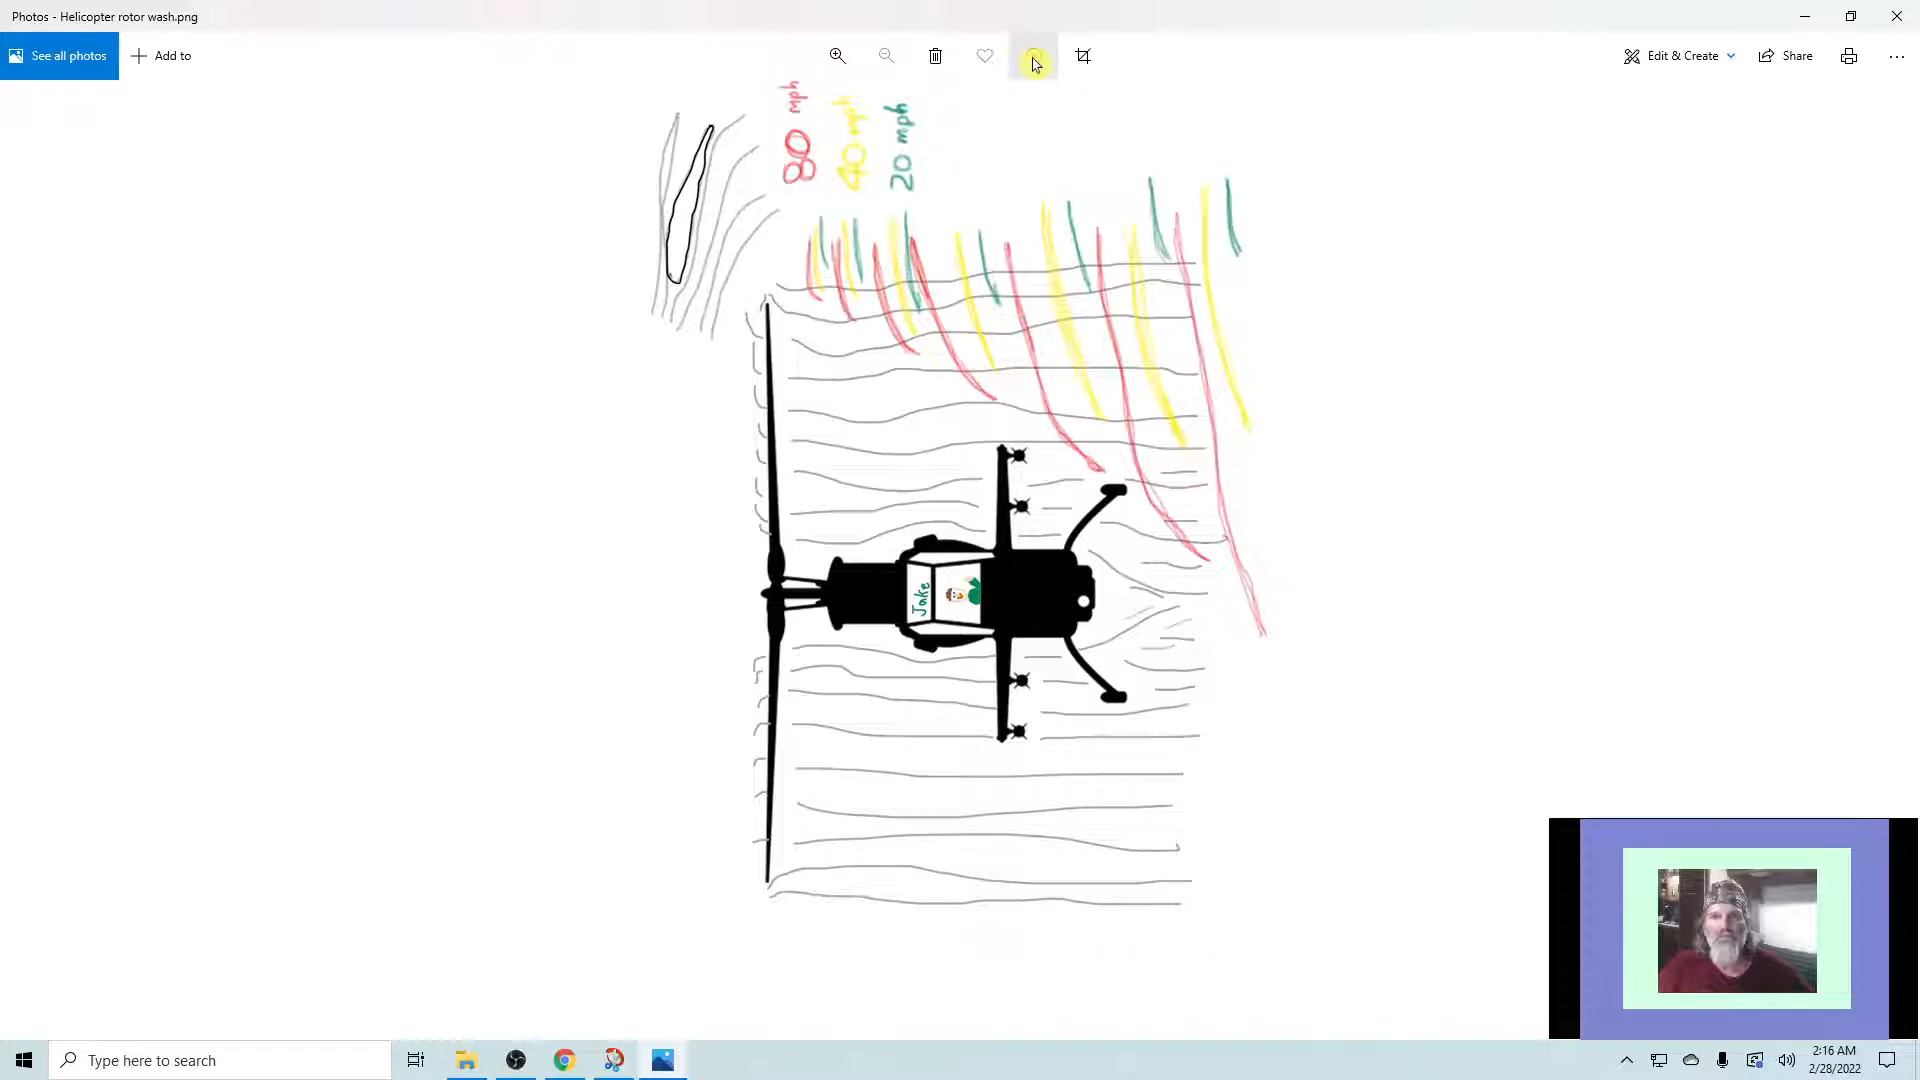 Photos - Helicopter rotor wash.png
See all photos
Add to
Edit & Create
Share
80 mph
40 mph
20 mph
Jake
Type here to search
2:16 AM
2/28/2022